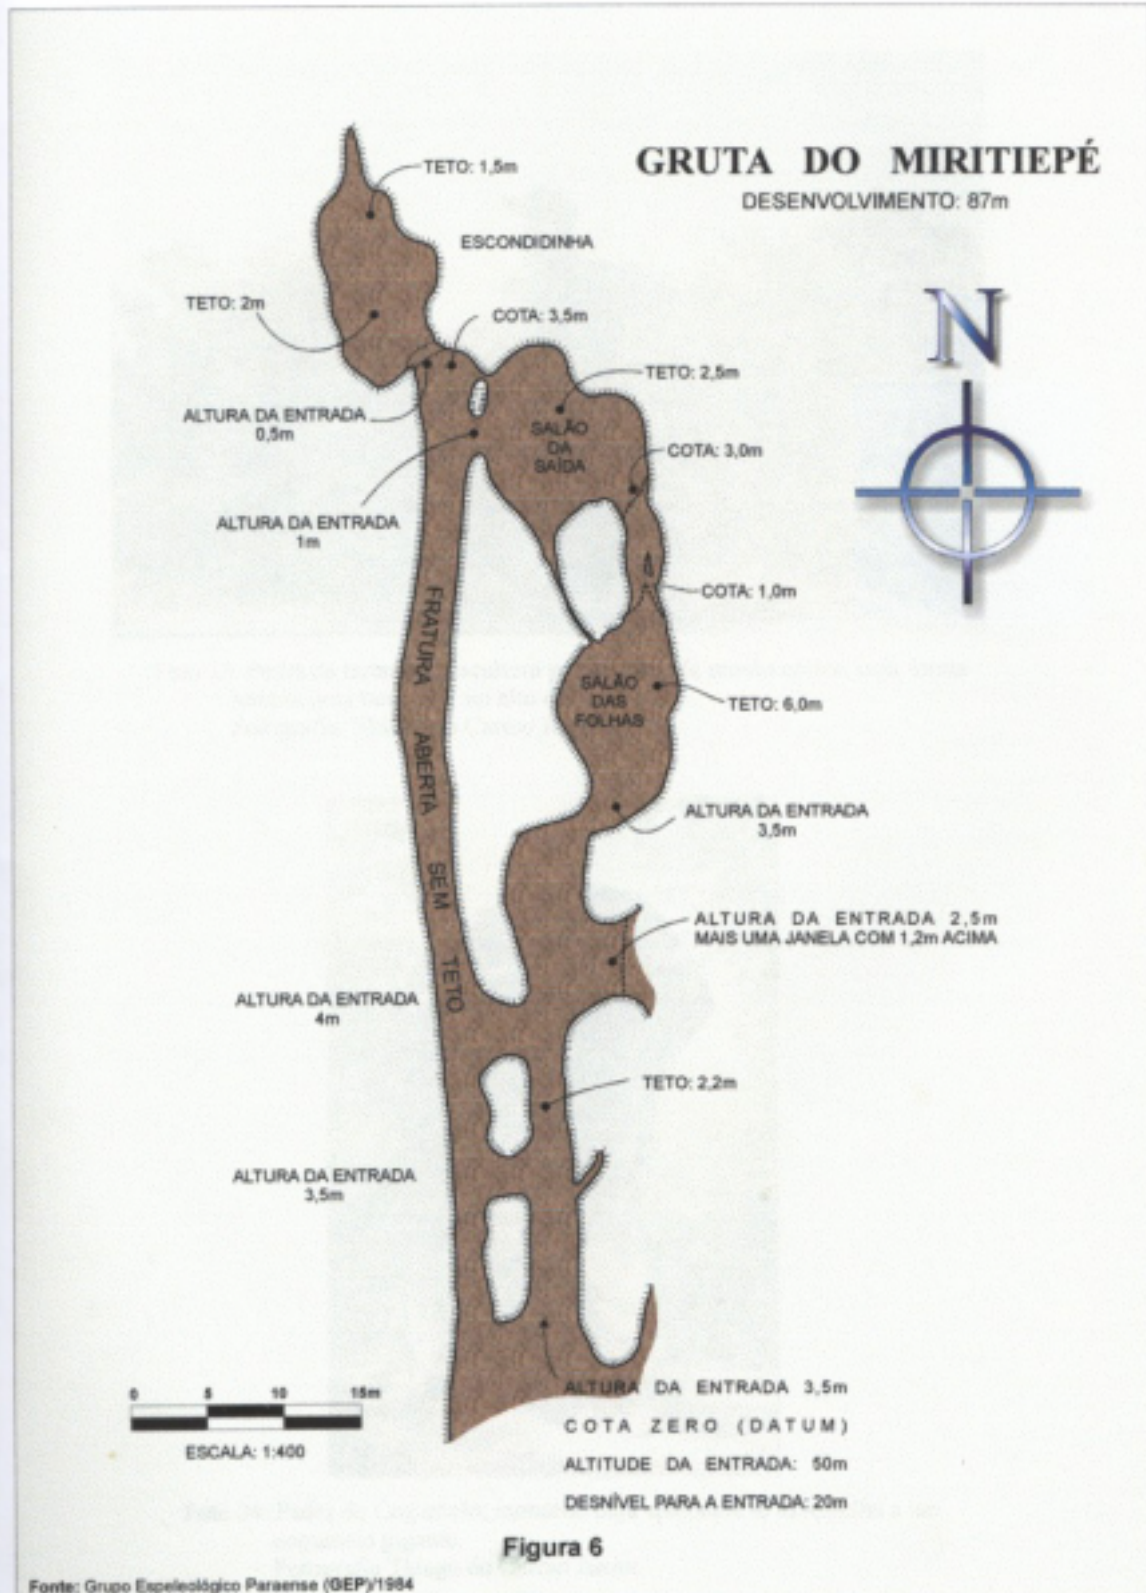 GRUTA DO MIRITIEPÉ
DESENVOLVIMENTO: 87m
TETO: 1,5m
ESCONDIDINHA
TETO: 2m
COTA: 3,5m
N
TETO: 2,5m
ALTURA DA ENTRADA
0,5m
SALÃO
DA
SAÍDA
COTA: 3,0m
ALTURA DA ENTRADA
1m
COTA: 1,0m
FRATURA ABERTA SEM TETO
SALÃO
DAS
FOLHAS
TETO: 6,0m
ALTURA DA ENTRADA
3,5m
ALTURA DA ENTRADA 2,5m
MAIS UMA JANELA COM 1,2m ACIMA
ALTURA DA ENTRADA
4m
TETO: 2,2m
ALTURA DA ENTRADA
3,5m
0 5 10 15m
ESCALA: 1:400
ALTURA DA ENTRADA 3,5m
COTA ZERO (DATUM)
ALTITUDE DA ENTRADA: 50m
DESNÍVEL PARA A ENTRADA: 20m
Figura 6
Fonte: Grupo Espeleológico Paraense (GEP)/1984